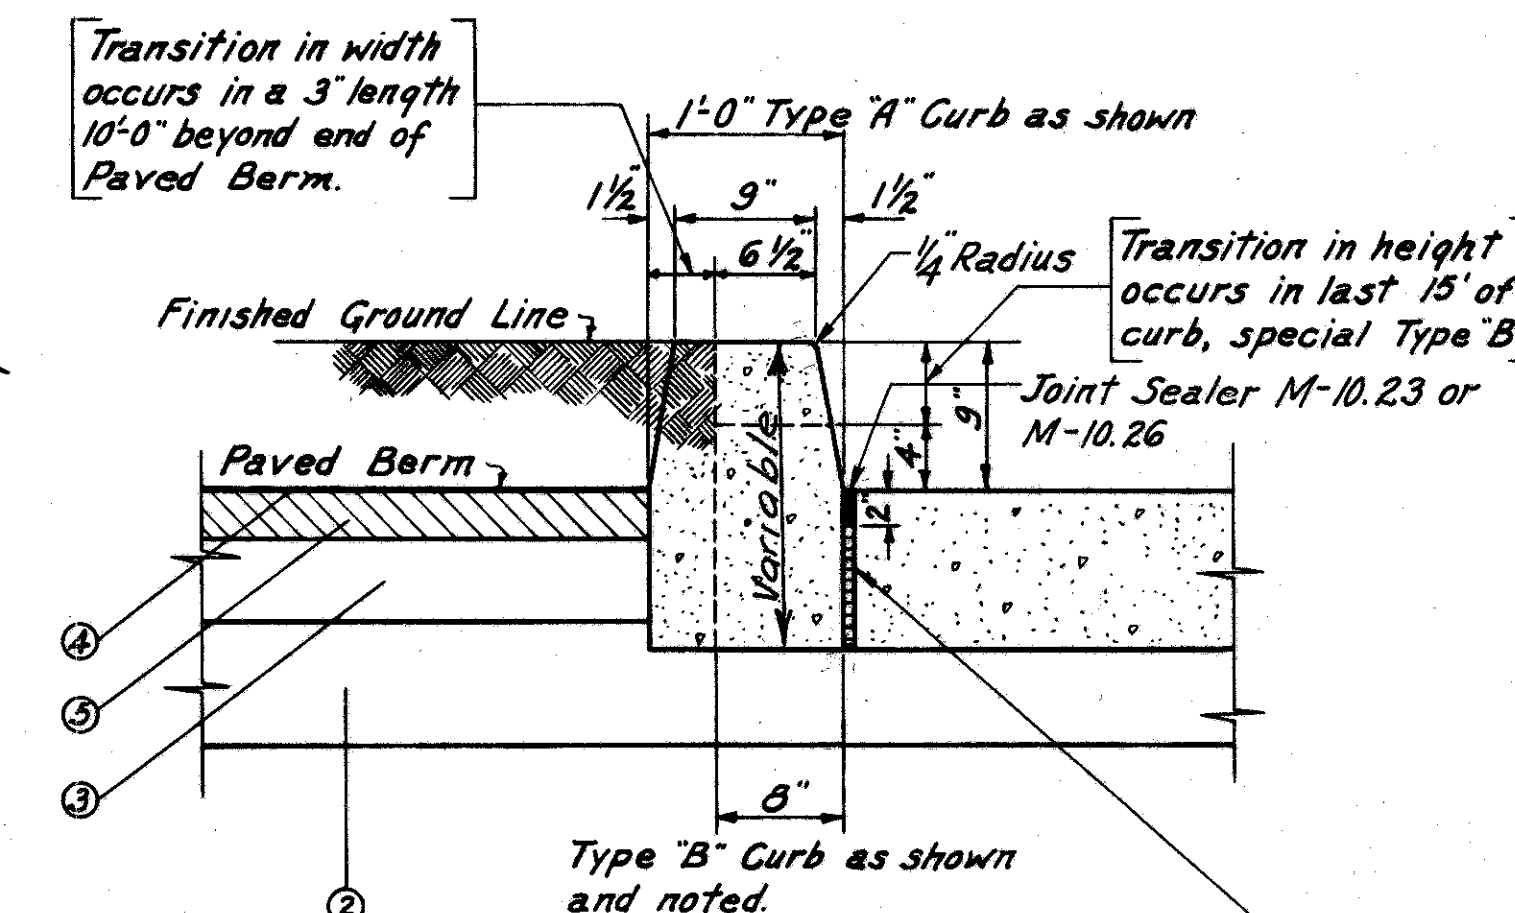 Transition in width
occurs in a 3" length
10'-0" beyond end of
Paved Berm.
1'-0" Type "A" Curb as shown
1½"
9"
1½"
6½"
¼" Radius
Transition in height
occurs in last 15' of
curb, special Type "B
Finished Ground Line
Joint Sealer M-10.23 or
M-10.26
9"
4"
2"
Variable
Paved Berm
4
5
3
2
8"
Type "B" Curb as shown
and noted.